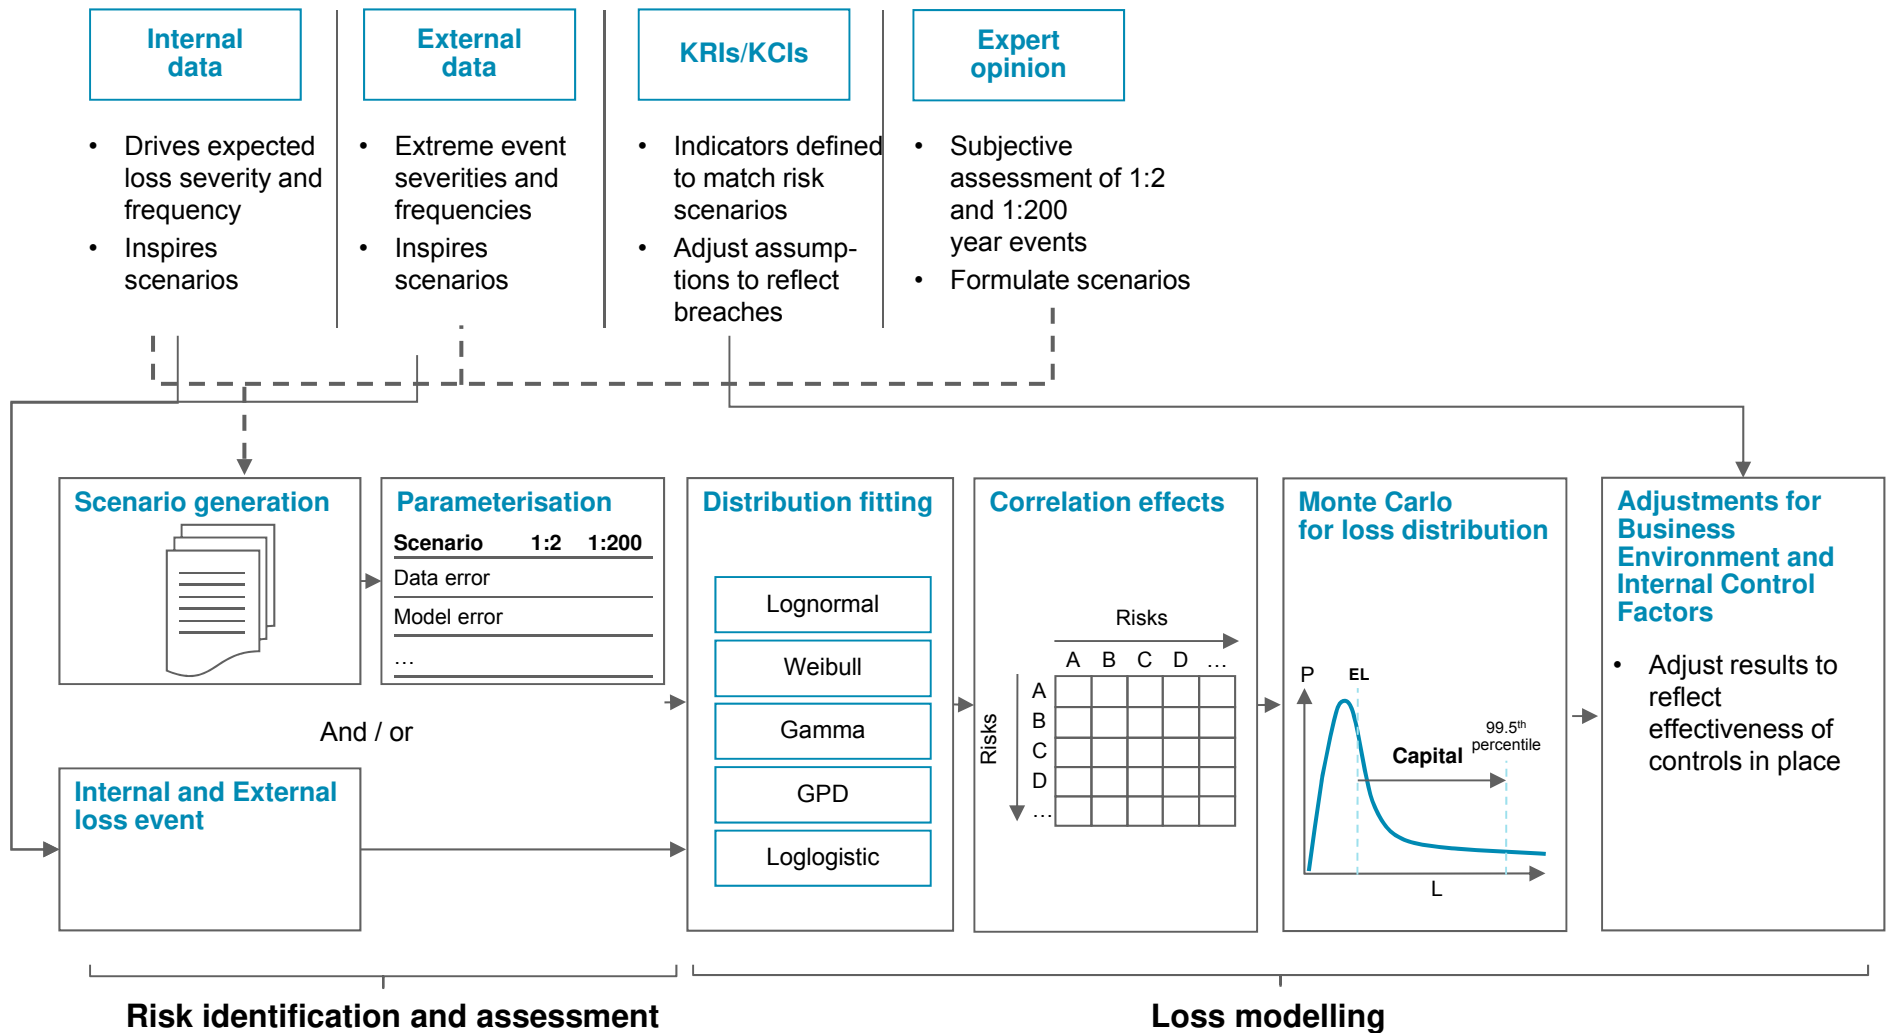 Internal
data
External
data
KRIs/KCIs
Expert
opinion
• Drives expected
loss severity and
frequency
• Inspires
scenarios
• Extreme event
severities and
frequencies
• Inspires
scenarios
• Indicators defined
to match risk
scenarios
• Adjust assump-
tions to reflect
breaches
• Subjective
assessment of 1:2
and 1:200
year events
• Formulate scenarios
Scenario generation
Parameterisation
Scenario 1:2 1:200
Data error
Model error
…
And / or
Internal and External
loss event
Distribution fitting
Lognormal
Weibull
Gamma
GPD
Loglogistic
Correlation effects
Risks
A B C D …
Risks
A
B
C
D
…
Monte Carlo
for loss distribution
P
EL
99.5th
percentile
Capital
L
Adjustments for
Business
Environment and
Internal Control
Factors
• Adjust results to
reflect
effectiveness of
controls in place
Risk identification and assessment
Loss modelling